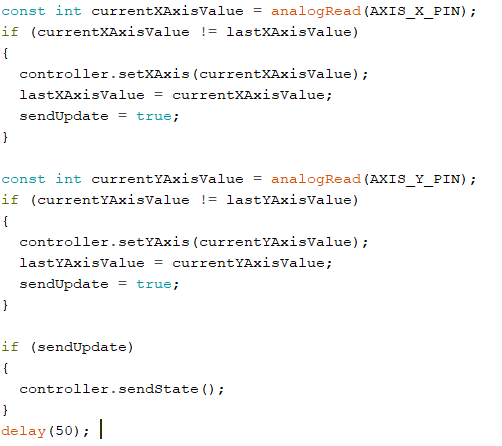 const int currentXAxisValue = analogRead(AXIS_X_PIN);
if (currentXAxisValue != lastXAxisValue)
{
  controller.setXAxis(currentXAxisValue);
  lastXAxisValue = currentXAxisValue;
  sendUpdate = true;
}

const int currentYAxisValue = analogRead(AXIS_Y_PIN);
if (currentYAxisValue != lastYAxisValue)
{
  controller.setYAxis(currentYAxisValue);
  lastYAxisValue = currentYAxisValue;
  sendUpdate = true;
}

if (sendUpdate)
{
  controller.sendState();
}
delay(50);